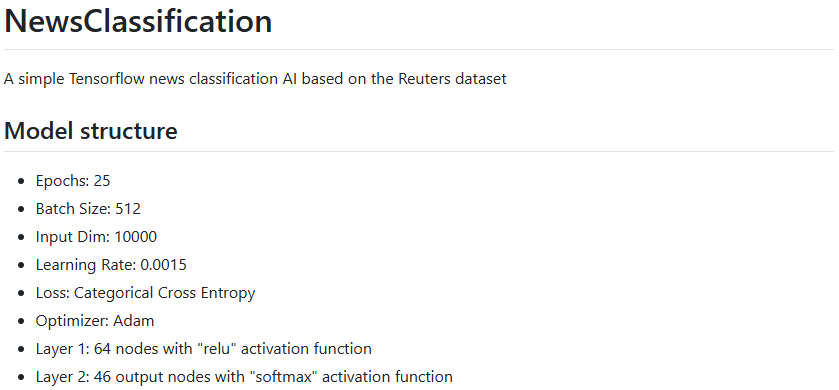 NewsClassification
A simple Tensorflow news classification AI based on the Reuters dataset
Model structure
• Epochs: 25
• Batch Size: 512
• Input Dim: 10000
• Learning Rate: 0.0015
• Loss: Categorical Cross Entropy
• Optimizer: Adam
• Layer 1: 64 nodes with "relu" activation function
• Layer 2: 46 output nodes with "softmax" activation function